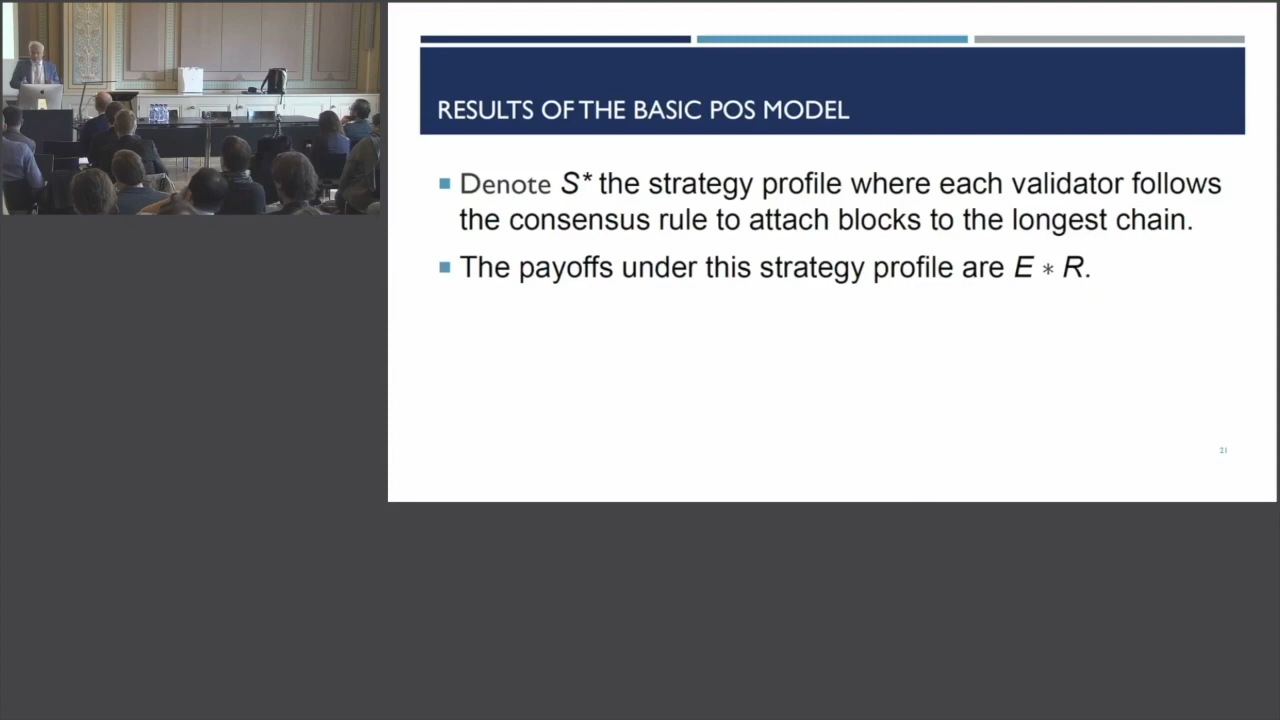 RESULTS OF THE BASIC POS MODEL
Denote S* the strategy profile where each validator follows
the consensus rule to attach blocks to the longest chain.
The payoffs under this strategy profile are E ∗ R.
21